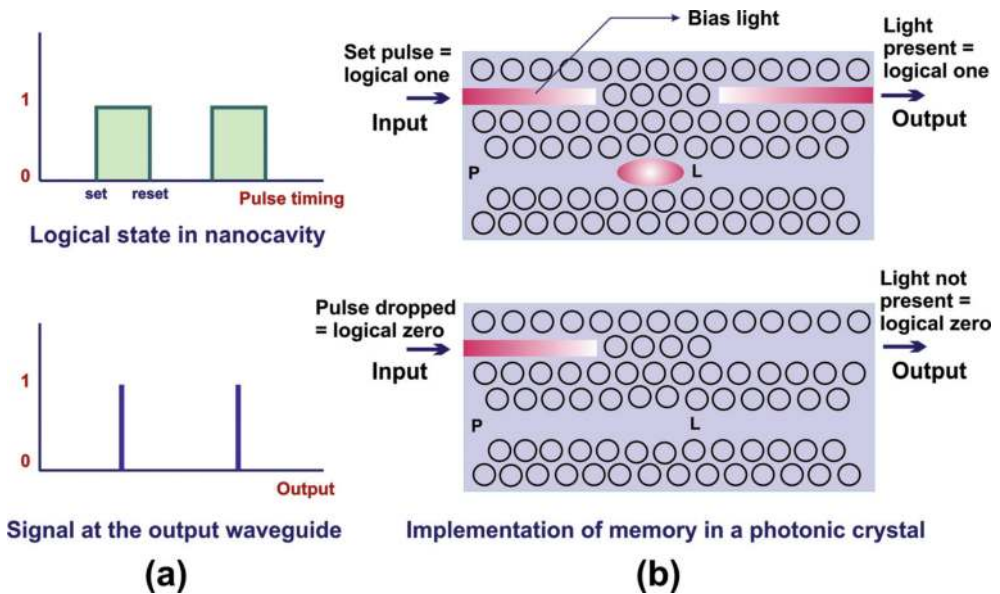 1
0
set
reset
Pulse timing
Logical state in nanocavity
1
0
Output
Signal at the output waveguide
(a)
Bias light
Set pulse =
logical one
Input
Light
present =
logical one
Output
P
L
Pulse dropped
= logical zero
Input
Light not
present =
logical zero
Output
P
L
Implementation of memory in a photonic crystal
(b)